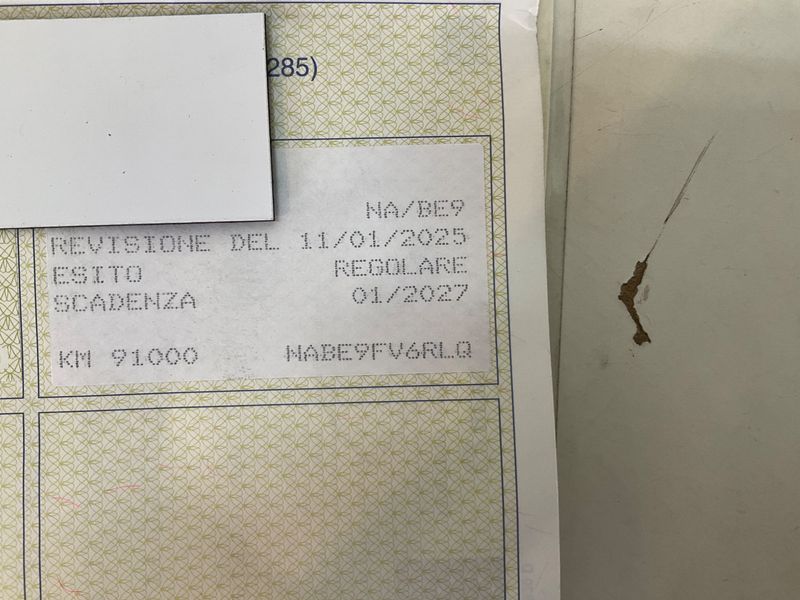 285)
NA/BE9
REVISIONE DEL 11/01/2025
ESITO REGOLARE
SCADENZA 01/2027
KM 91000 NABE9FV6RLQ